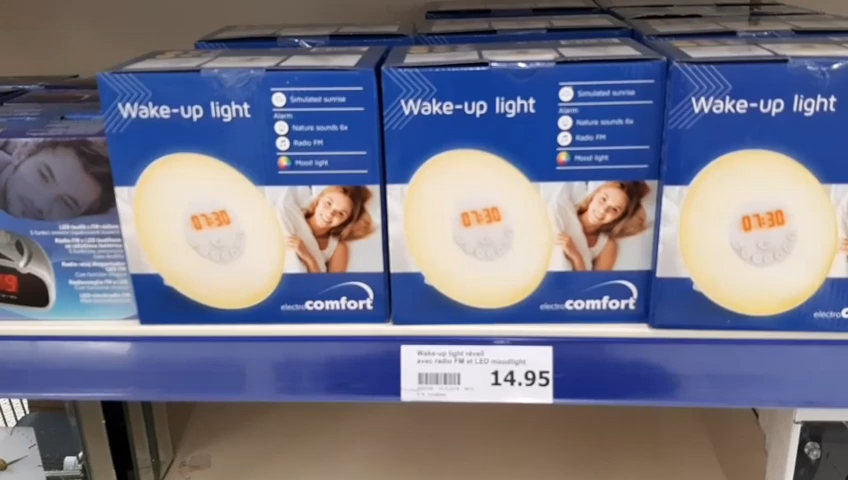 Wake-up light
Simulated sunrise
Alarm
Nature sounds 6x
Radio FM
Mood light
07:30
electrocomfort
Wake-up light
Simulated sunrise
Alarm
Nature sounds 6x
Radio FM
Mood light
07:30
electrocomfort
Wake-up light
07:30
electroc
Wake-up light réveil
avec radio FM et LED moodlight
14.95